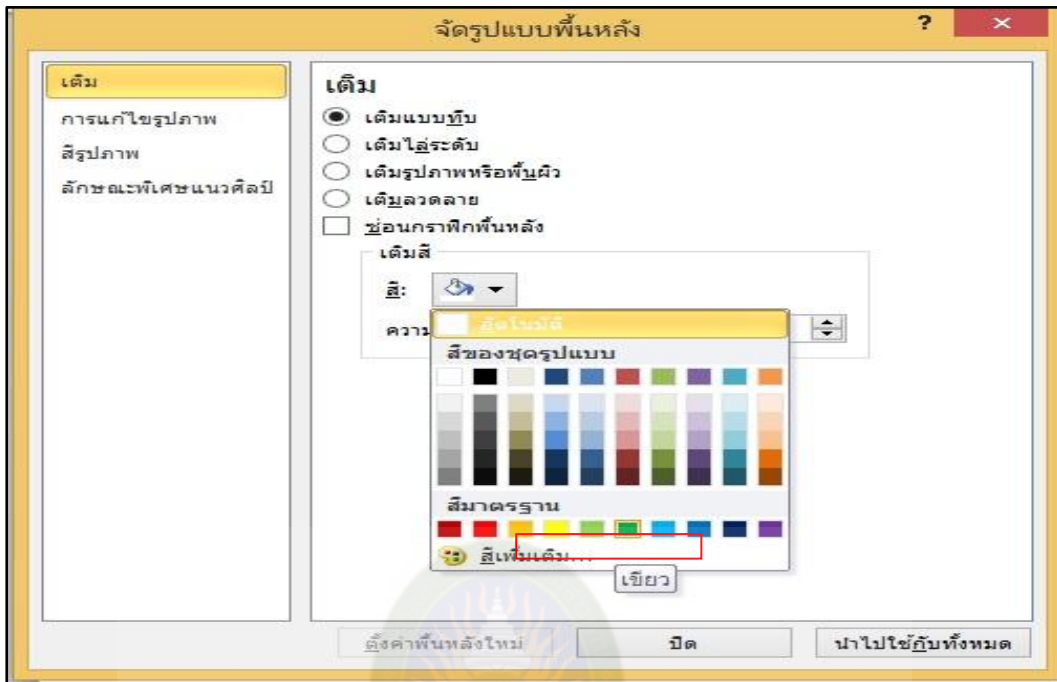 จัดรูปแบบพื้นหลัง
เติม
การแก้ไขรูปภาพ
สีรูปภาพ
ลักษณะพิเศษแนวศิลป์
เติม
เติมแบบทึบ
เติมไล่ระดับ
เติมรูปภาพหรือพื้นผิว
เติมลวดลาย
ซ่อนกราฟิกพื้นหลัง
เติมสี
สี:
ความ
อัตโนมัติ
สีของชุดรูปแบบ
สีมาตรฐาน
สีเพิ่มเติม...
เขียว
ตั้งค่าพื้นหลังใหม่
ปิด
นำไปใช้กับทั้งหมด